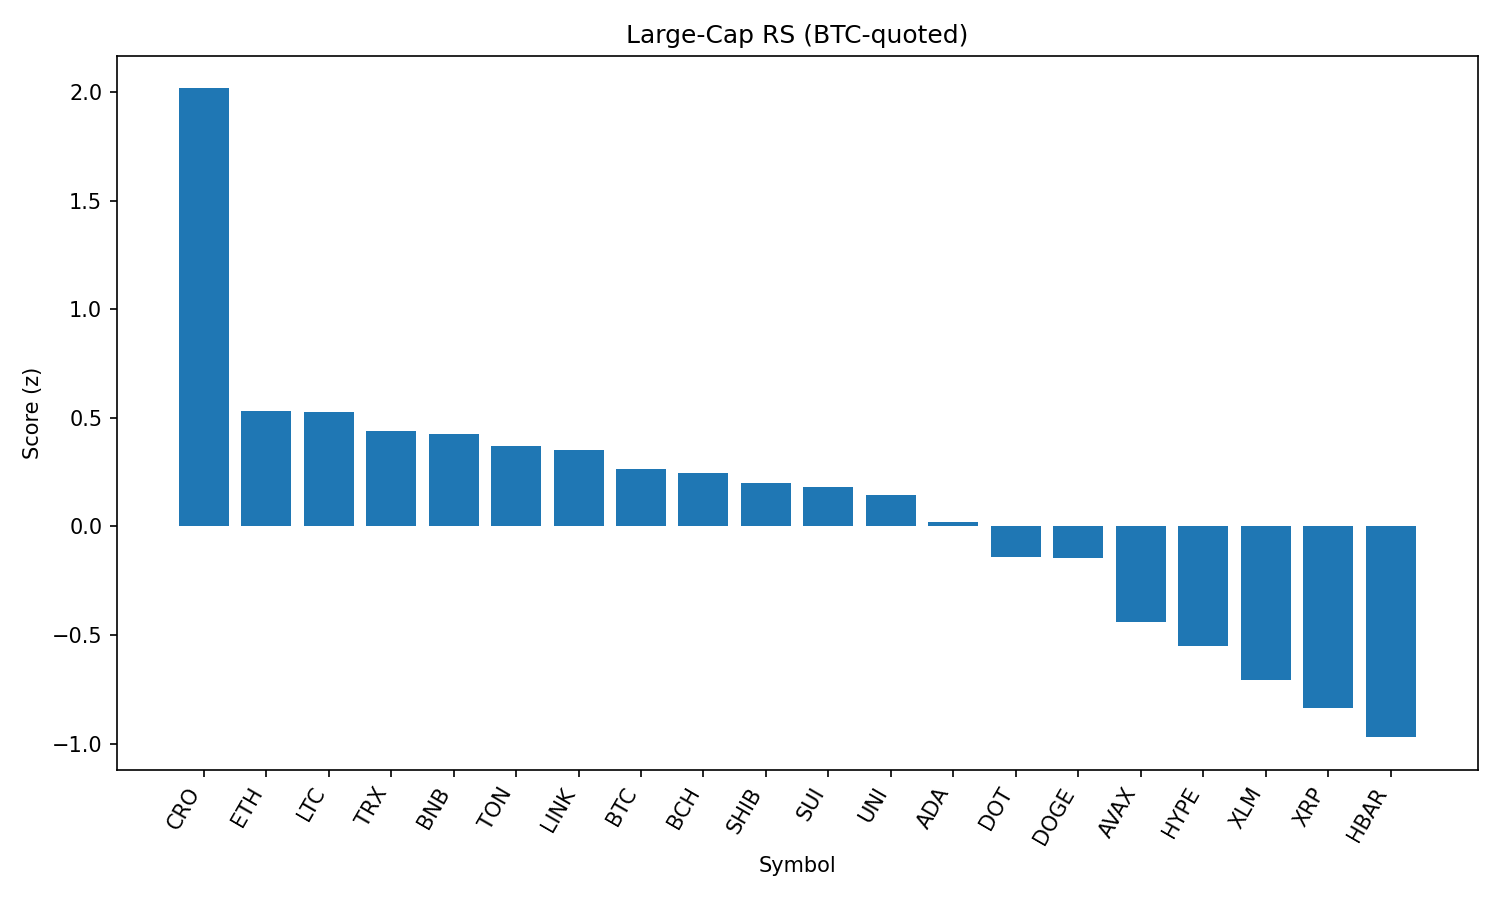 Large-Cap RS (BTC-quoted)
Score (z)
2.0
1.5
1.0
0.5
0.0
−0.5
−1.0
CRO
ETH
LTC
TRX
BNB
TON
LINK
BTC
BCH
SHIB
SUI
UNI
ADA
DOT
DOGE
AVAX
HYPE
XLM
XRP
HBAR
Symbol